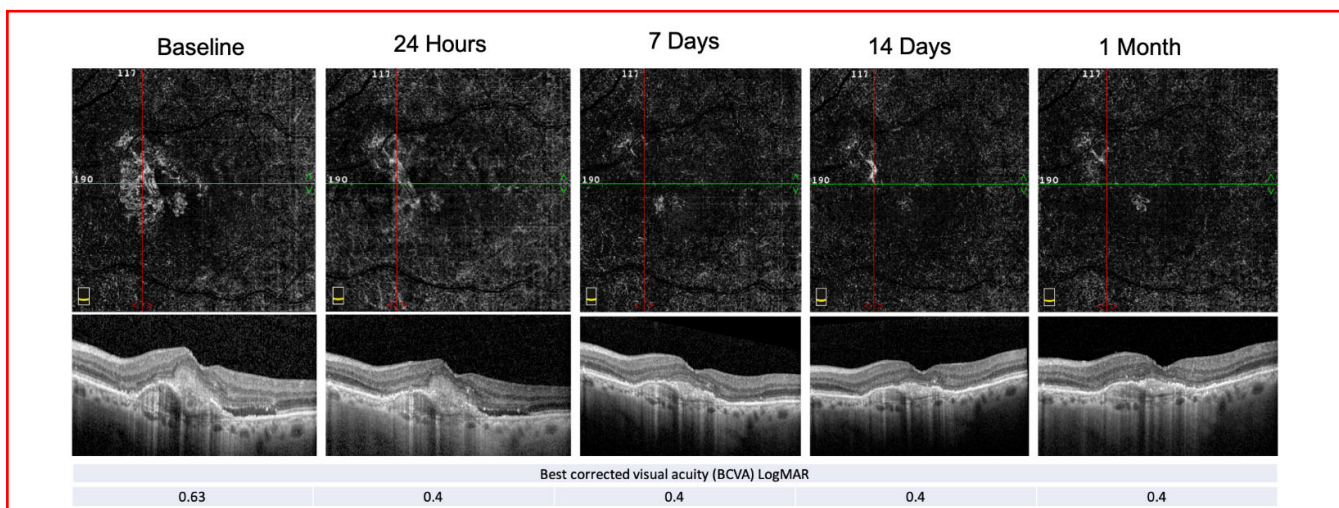 Baseline 24 Hours 7 Days 14 Days 1 Month
117 117 117 117 117
190 190 190 190 190
Best corrected visual acuity (BCVA) LogMAR
0.63 0.4 0.4 0.4 0.4